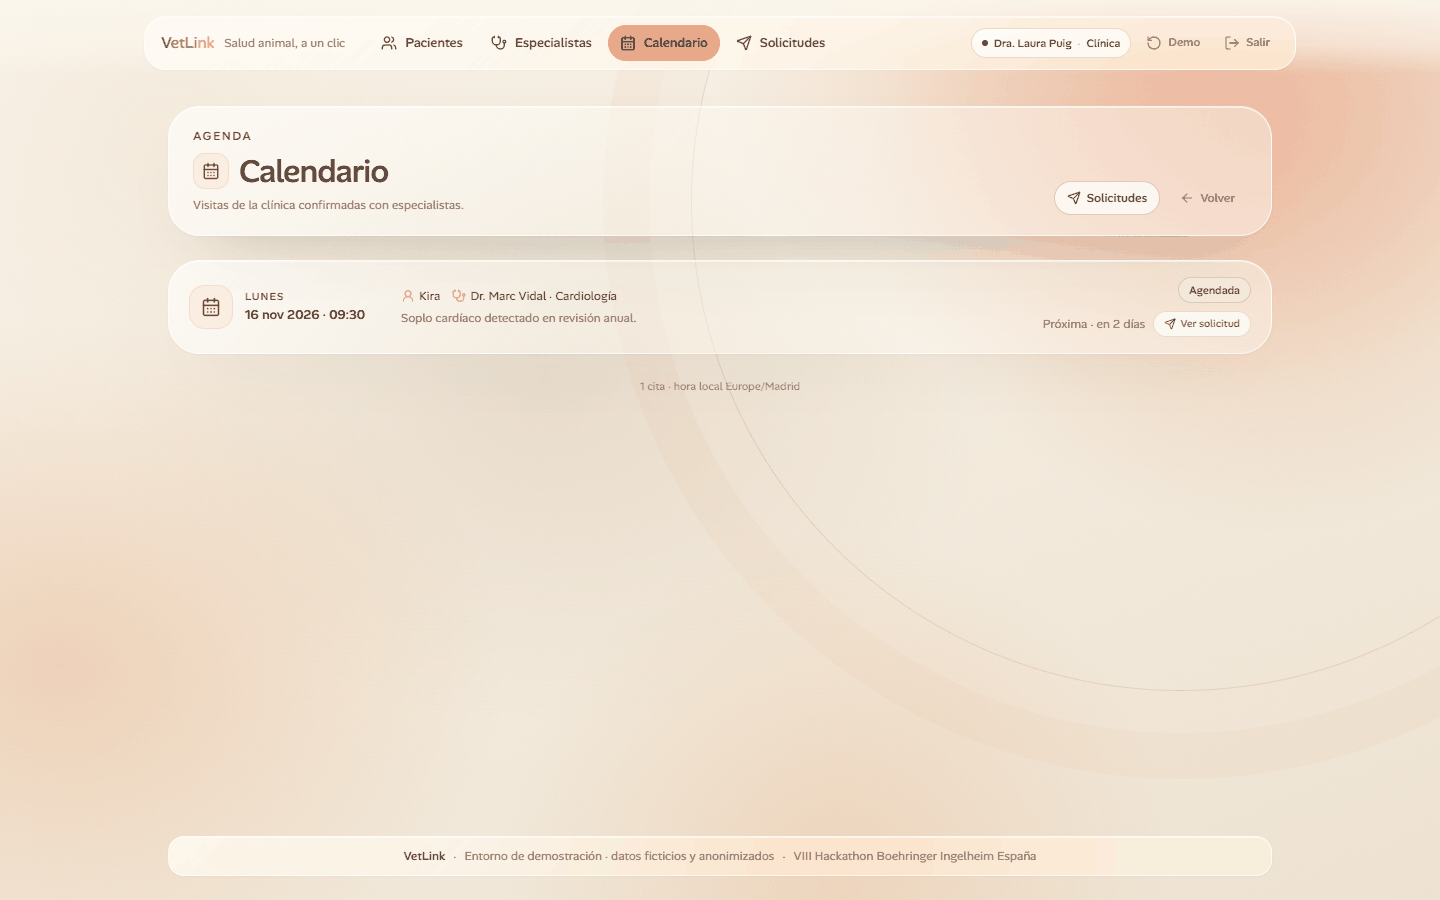 VetLink Salud animal, a un clic Pacientes Especialistas Calendario Solicitudes Dra. Laura Puig · Clínica Demo Salir
AGENDA
Calendario
Visitas de la clínica confirmadas con especialistas.
Solicitudes Volver
LUNES
16 nov 2026 · 09:30
Kira Dr. Marc Vidal · Cardiología
Soplo cardíaco detectado en revisión anual.
Agendada
Próxima · en 2 días Ver solicitud
1 cita · hora local Europe/Madrid
VetLink · Entorno de demostración · datos ficticios y anonimizados · VIII Hackathon Boehringer Ingelheim España